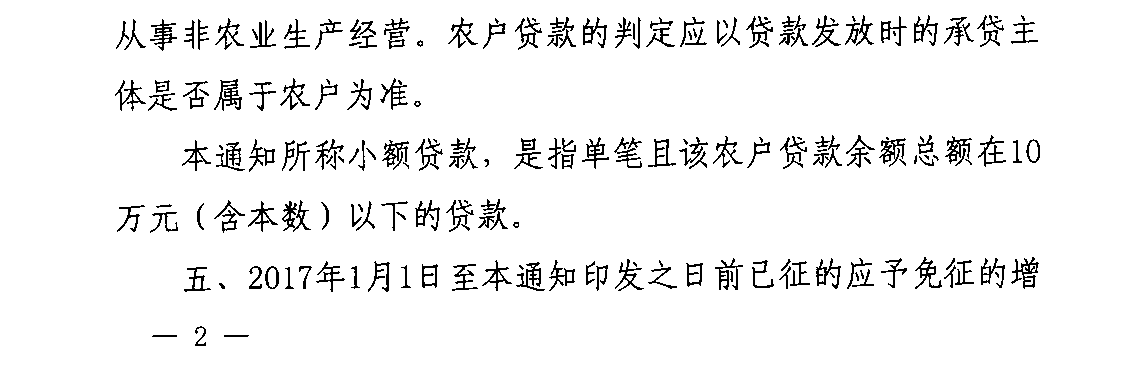 从事非农业生产经营。农户贷款的判定应以贷款发放时的承贷主
体是否属于农户为准。
本通知所称小额贷款，是指单笔且该农户贷款余额总额在10
万元（含本数）以下的贷款。
五、2017年1月1日至本通知印发之日前已征的应予免征的增
— 2 —